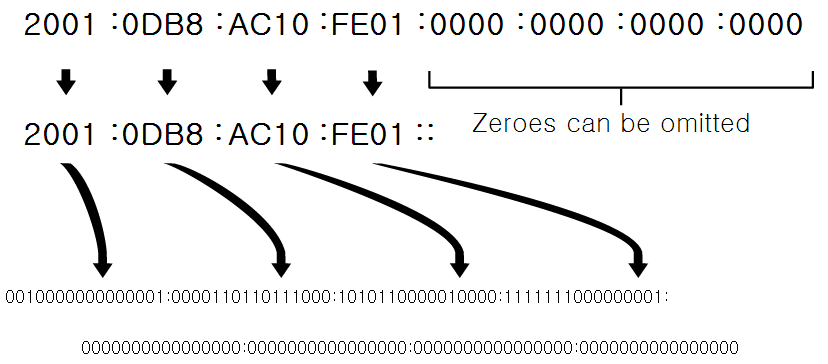 2001 :0DB8 :AC10 :FE01 :0000 :0000 :0000 :0000
2001 :0DB8 :AC10 :FE01 ::
Zeroes can be omitted
0010000000000001:0000110110111000:1010110000010000:1111111000000001:
0000000000000000:0000000000000000:0000000000000000:0000000000000000